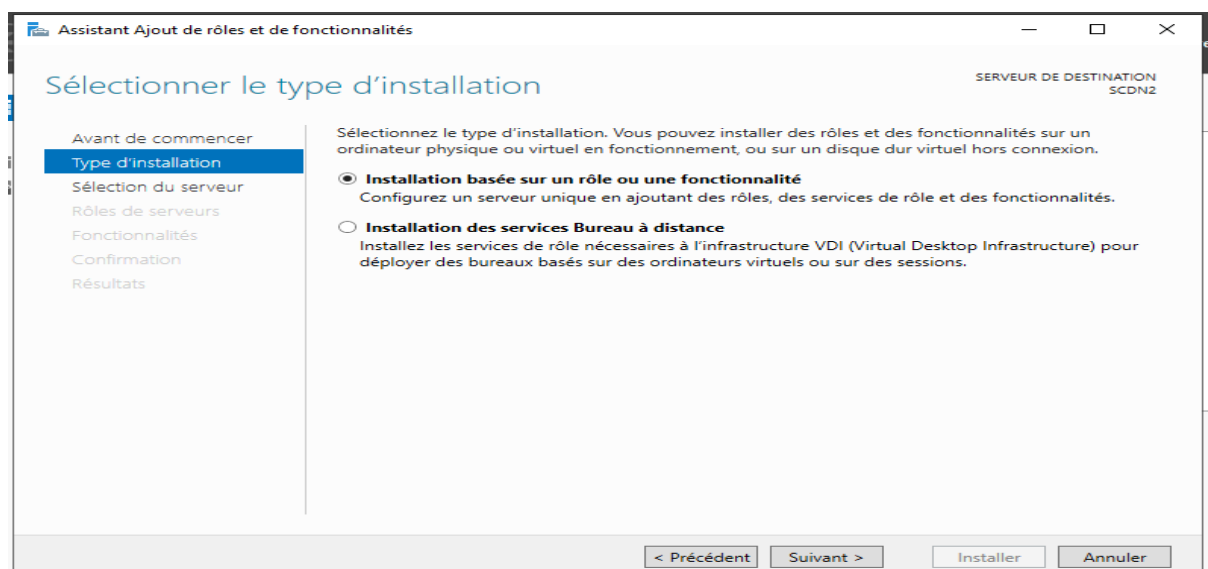 Assistant Ajout de rôles et de fonctionnalités
Sélectionner le type d’installation
SERVEUR DE DESTINATION
SCDN2
Avant de commencer
Type d’installation
Sélection du serveur
Rôles de serveurs
Fonctionnalités
Confirmation
Résultats
Sélectionnez le type d’installation. Vous pouvez installer des rôles et des fonctionnalités sur un
ordinateur physique ou virtuel en fonctionnement, ou sur un disque dur virtuel hors connexion.
Installation basée sur un rôle ou une fonctionnalité
Configurez un serveur unique en ajoutant des rôles, des services de rôle et des fonctionnalités.
Installation des services Bureau à distance
Installez les services de rôle nécessaires à l’infrastructure VDI (Virtual Desktop Infrastructure) pour
déployer des bureaux basés sur des ordinateurs virtuels ou sur des sessions.
< Précédent
Suivant >
Installer
Annuler